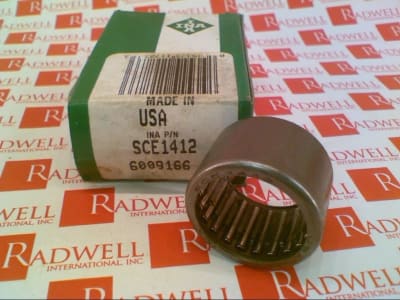 INA
MADE IN
USA
INA P/N
SCE1412
6009166
RADWELL
INTERNATIONAL, INC.